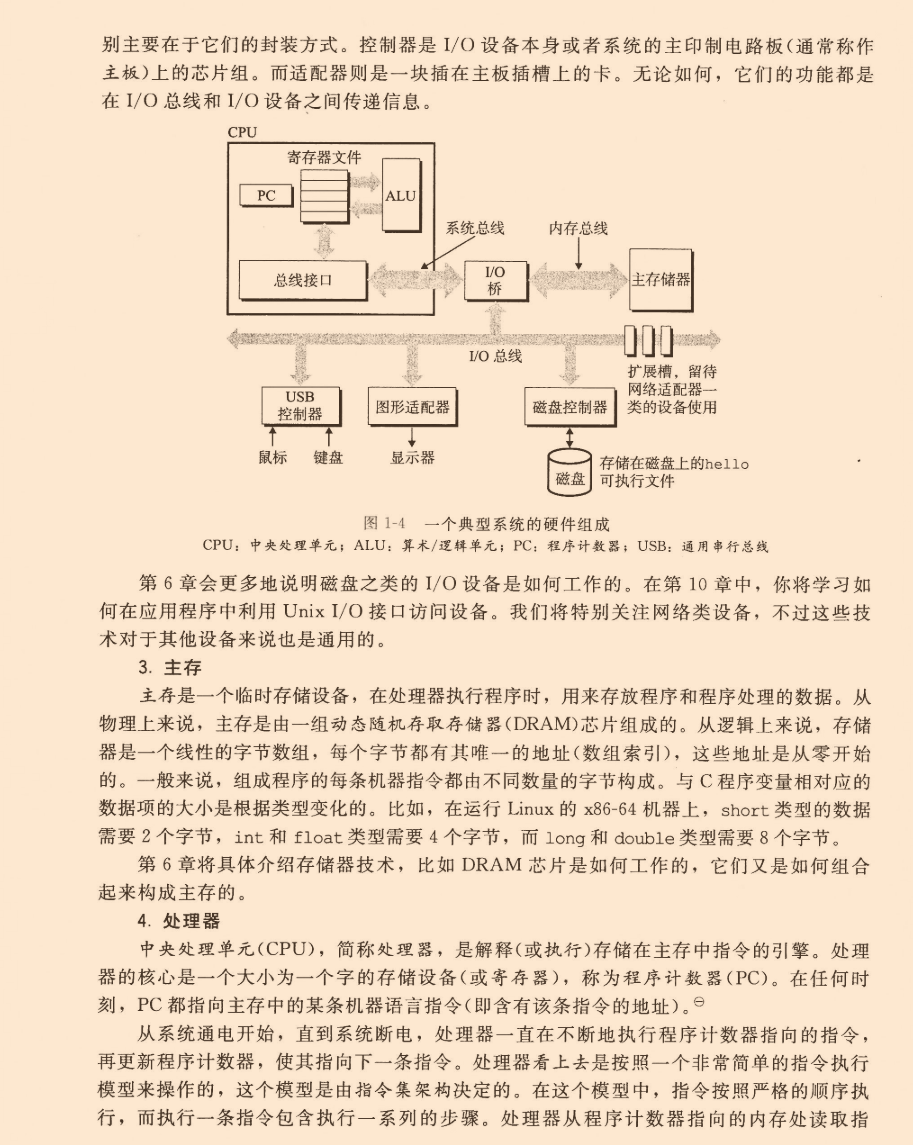 别主要在于它们的封装方式。控制器是 I/O 设备本身或者系统的主印制电路板(通常称作
主板)上的芯片组。而适配器则是一块插在主板插槽上的卡。无论如何，它们的功能都是
在 I/O 总线和 I/O 设备之间传递信息。
CPU
寄存器文件
PC
ALU
系统总线
内存总线
总线接口
I/O
桥
主存储器
I/O 总线
扩展槽，留待
网络适配器一
类的设备使用
USB
控制器
图形适配器
磁盘控制器
鼠标
键盘
显示器
磁盘
存储在磁盘上的hello
可执行文件
图 1-4 一个典型系统的硬件组成
CPU：中央处理单元；ALU：算术/逻辑单元；PC：程序计数器；USB：通用串行总线
第 6 章会更多地说明磁盘之类的 I/O 设备是如何工作的。在第 10 章中，你将学习如
何在应用程序中利用 Unix I/O 接口访问设备。我们将特别关注网络类设备，不过这些技
术对于其他设备来说也是通用的。
3. 主存
主存是一个临时存储设备，在处理器执行程序时，用来存放程序和程序处理的数据。从
物理上来说，主存是由一组动态随机存取存储器(DRAM)芯片组成的。从逻辑上来说，存储
器是一个线性的字节数组，每个字节都有其唯一的地址(数组索引)，这些地址是从零开始
的。一般来说，组成程序的每条机器指令都由不同数量的字节构成。与 C 程序变量相对应的
数据项的大小是根据类型变化的。比如，在运行 Linux 的 x86-64 机器上，short 类型的数据
需要 2 个字节，int 和 float 类型需要 4 个字节，而 long 和 double 类型需要 8 个字节。
第 6 章将具体介绍存储器技术，比如 DRAM 芯片是如何工作的，它们又是如何组合
起来构成主存的。
4. 处理器
中央处理单元(CPU)，简称处理器，是解释(或执行)存储在主存中指令的引擎。处理
器的核心是一个大小为一个字的存储设备(或寄存器)，称为程序计数器(PC)。在任何时
刻，PC 都指向主存中的某条机器语言指令(即含有该条指令的地址)。㊀
从系统通电开始，直到系统断电，处理器一直在不断地执行程序计数器指向的指令，
再更新程序计数器，使其指向下一条指令。处理器看上去是按照一个非常简单的指令执行
模型来操作的，这个模型是由指令集架构决定的。在这个模型中，指令按照严格的顺序执
行，而执行一条指令包含执行一系列的步骤。处理器从程序计数器指向的内存处读取指